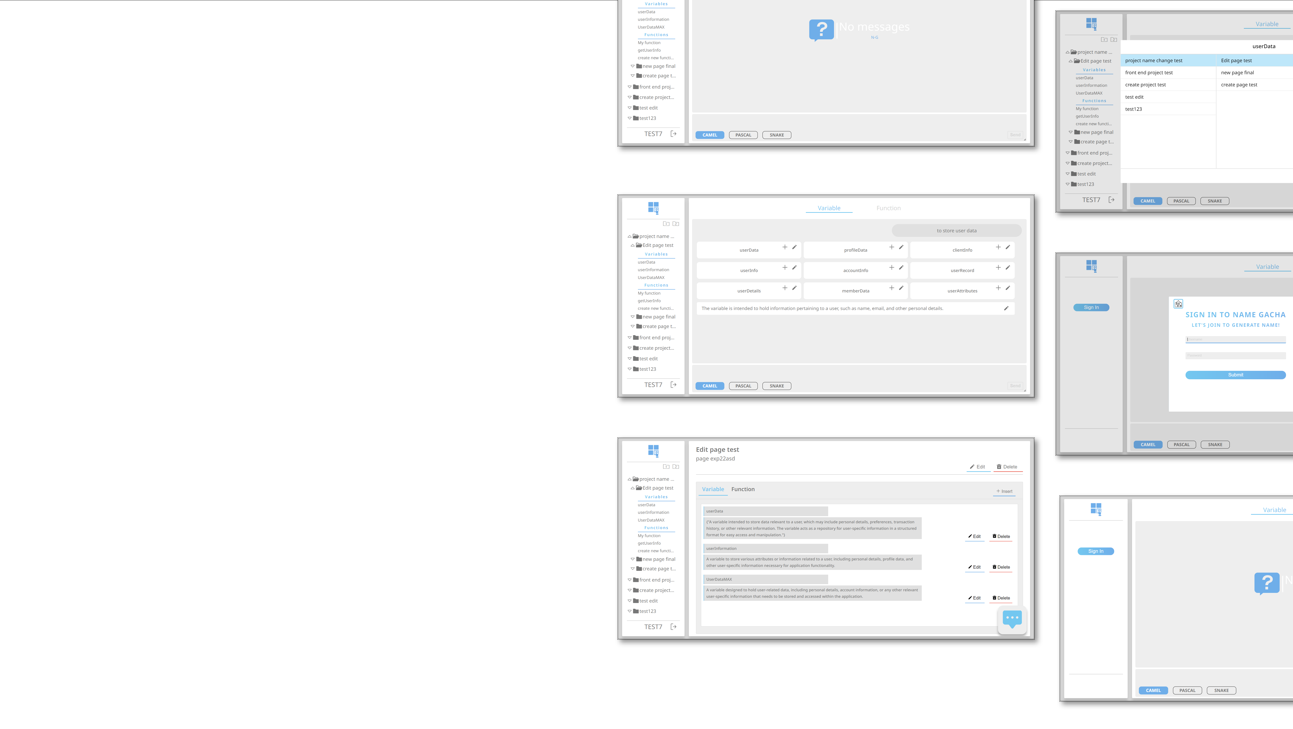 Variables
userData
userInformation
UserDataMAX
Functions
My function
getUserInfo
create new functi...
new page final
create page t...
front end proj...
create project...
test edit
test123
TEST7
No messages
CAMEL
PASCAL
SNAKE
project name ...
Edit page test
Variables
userData
userInformation
UserDataMAX
Functions
My function
getUserInfo
create new functi...
new page final
create page t...
front end proj...
create project...
test edit
test123
TEST7
Variable
Function
to store user data
userData
profileData
clientInfo
userInfo
accountInfo
userRecord
userDetails
memberData
userAttributes
The variable is intended to hold information pertaining to a user, such as name, email, and other personal details.
CAMEL
PASCAL
SNAKE
project name ...
Edit page test
Variables
userData
userInformation
UserDataMAX
Functions
My function
getUserInfo
create new functi...
new page final
create page t...
front end proj...
create project...
test edit
test123
TEST7
Edit page test
page exp22asd
Edit
Delete
Variable
Function
+ Insert
userData
("A variable intended to store data relevant to a user, which may include personal details, preferences, transaction
history, or other relevant information. The variable acts as a repository for user-specific information in a structured
format for easy access and manipulation.")
Edit
Delete
userInformation
A variable to store various attributes or information related to a user, including personal details, profile data, and
other user-specific information necessary for application functionality.
Edit
Delete
UserDataMAX
A variable designed to hold user-related data, including personal details, account information, or any other relevant
user-specific information that needs to be stored and accessed within the application.
Edit
Delete
Variable
project name ...
Edit page test
Variables
userData
userInformation
UserDataMAX
Functions
My function
getUserInfo
create new functi...
new page final
create page t...
front end proj...
create project...
test edit
test123
TEST7
userData
project name change test
Edit page test
front end project test
new page final
create project test
create page test
test edit
test123
CAMEL
PASCAL
SNAKE
Variable
Sign In
SIGN IN TO NAME GACHA
LET'S JOIN TO GENERATE NAME!
Submit
CAMEL
PASCAL
SNAKE
Variable
Sign In
CAMEL
PASCAL
SNAKE